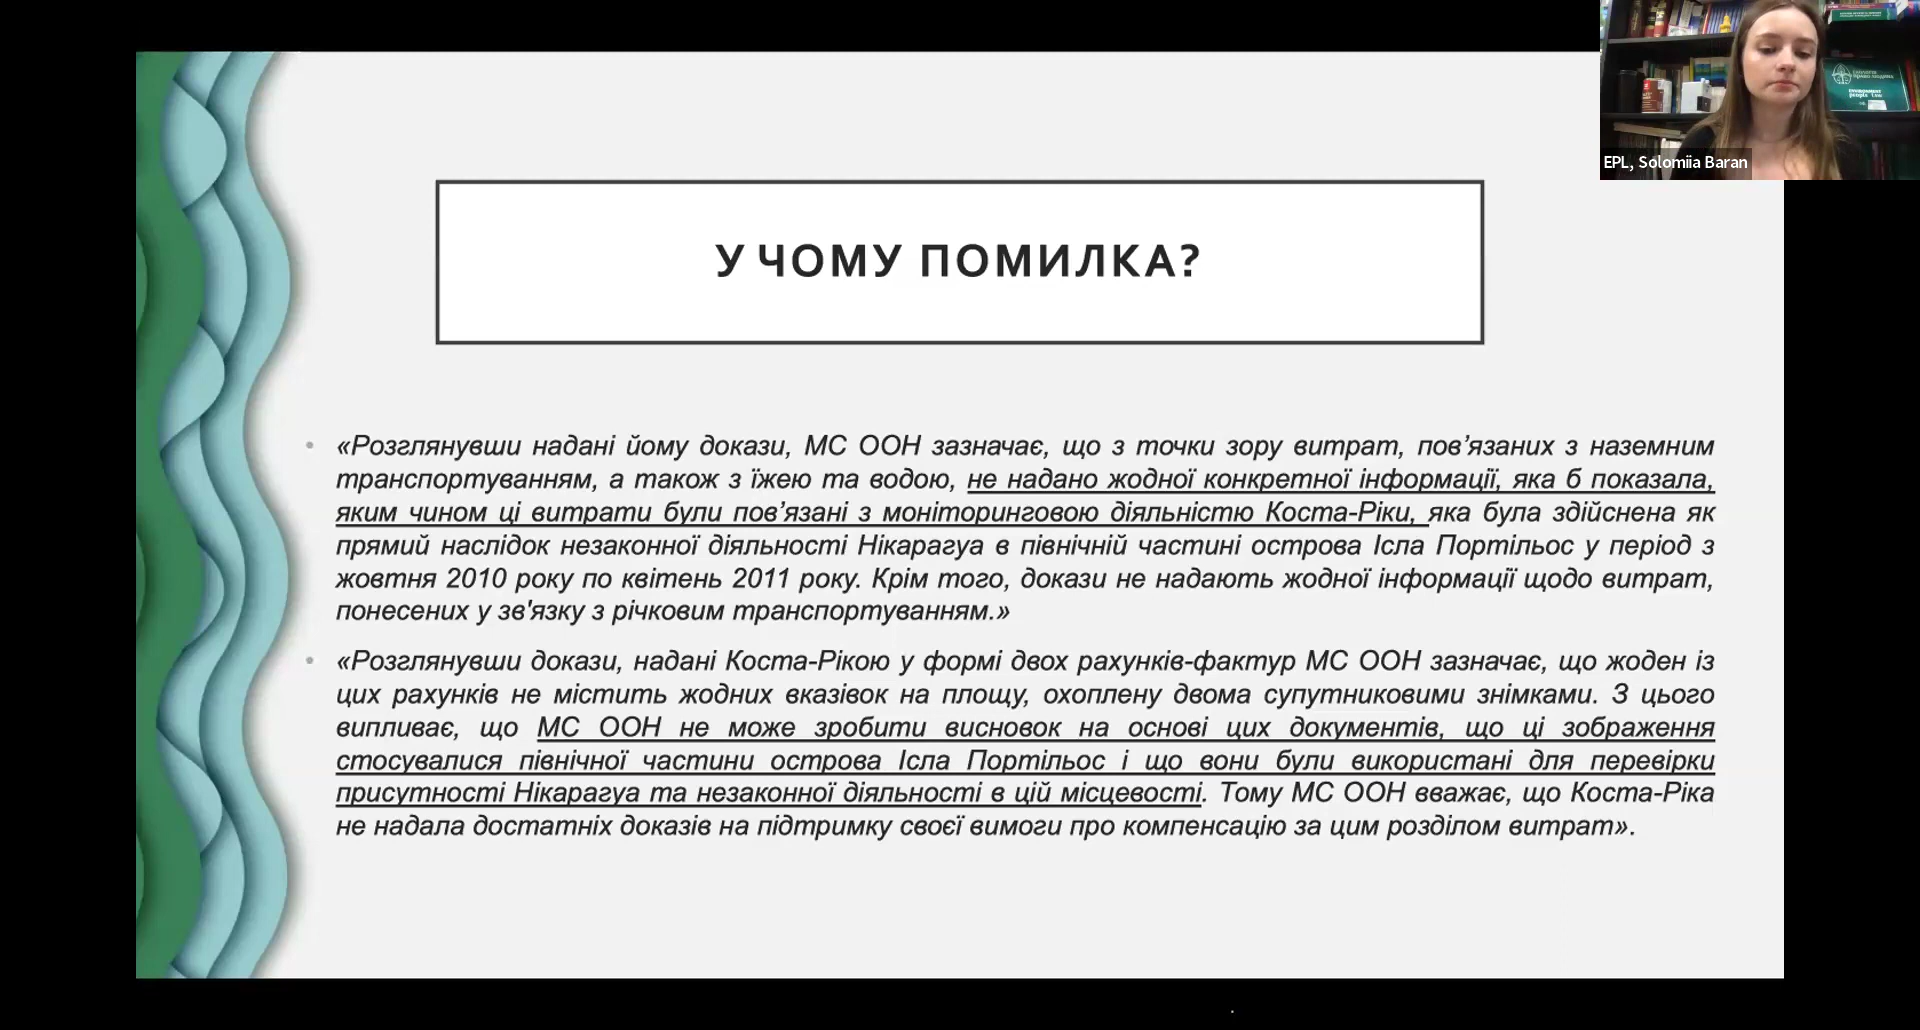 EPL, Solomiia Baran
У ЧОМУ ПОМИЛКА?
«Розглянувши надані йому докази, МС ООН зазначає, що з точки зору витрат, пов’язаних з наземним
транспортуванням, а також з їжею та водою, не надано жодної конкретної інформації, яка б показала,
яким чином ці витрати були пов’язані з моніторинговою діяльністю Коста-Ріки, яка була здійснена як
прямий наслідок незаконної діяльності Нікарагуа в північній частині острова Ісла Портільос у період з
жовтня 2010 року по квітень 2011 року. Крім того, докази не надають жодної інформації щодо витрат,
понесених у зв'язку з річковим транспортуванням.»
«Розглянувши докази, надані Коста-Рікою у формі двох рахунків-фактур МС ООН зазначає, що жоден із
цих рахунків не містить жодних вказівок на площу, охоплену двома супутниковими знімками. З цього
випливає, що МС ООН не може зробити висновок на основі цих документів, що ці зображення
стосувалися північної частини острова Ісла Портільос і що вони були використані для перевірки
присутності Нікарагуа та незаконної діяльності в цій місцевості. Тому МС ООН вважає, що Коста-Ріка
не надала достатніх доказів на підтримку своєї вимоги про компенсацію за цим розділом витрат».